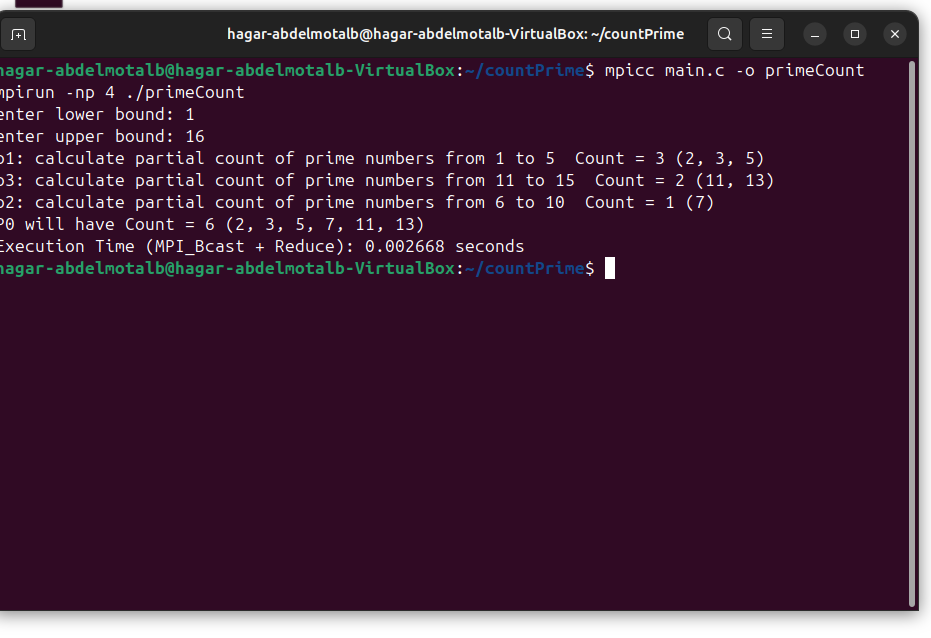 hagar-abdelmotalb@hagar-abdelmotalb-VirtualBox: ~/countPrime
hagar-abdelmotalb@hagar-abdelmotalb-VirtualBox:~/countPrime$ mpicc main.c -o primeCount
mpirun -np 4 ./primeCount
enter lower bound: 1
enter upper bound: 16
p1: calculate partial count of prime numbers from 1 to 5  Count = 3 (2, 3, 5)
p3: calculate partial count of prime numbers from 11 to 15  Count = 2 (11, 13)
p2: calculate partial count of prime numbers from 6 to 10  Count = 1 (7)
P0 will have Count = 6 (2, 3, 5, 7, 11, 13)
Execution Time (MPI_Bcast + Reduce): 0.002668 seconds
hagar-abdelmotalb@hagar-abdelmotalb-VirtualBox:~/countPrime$